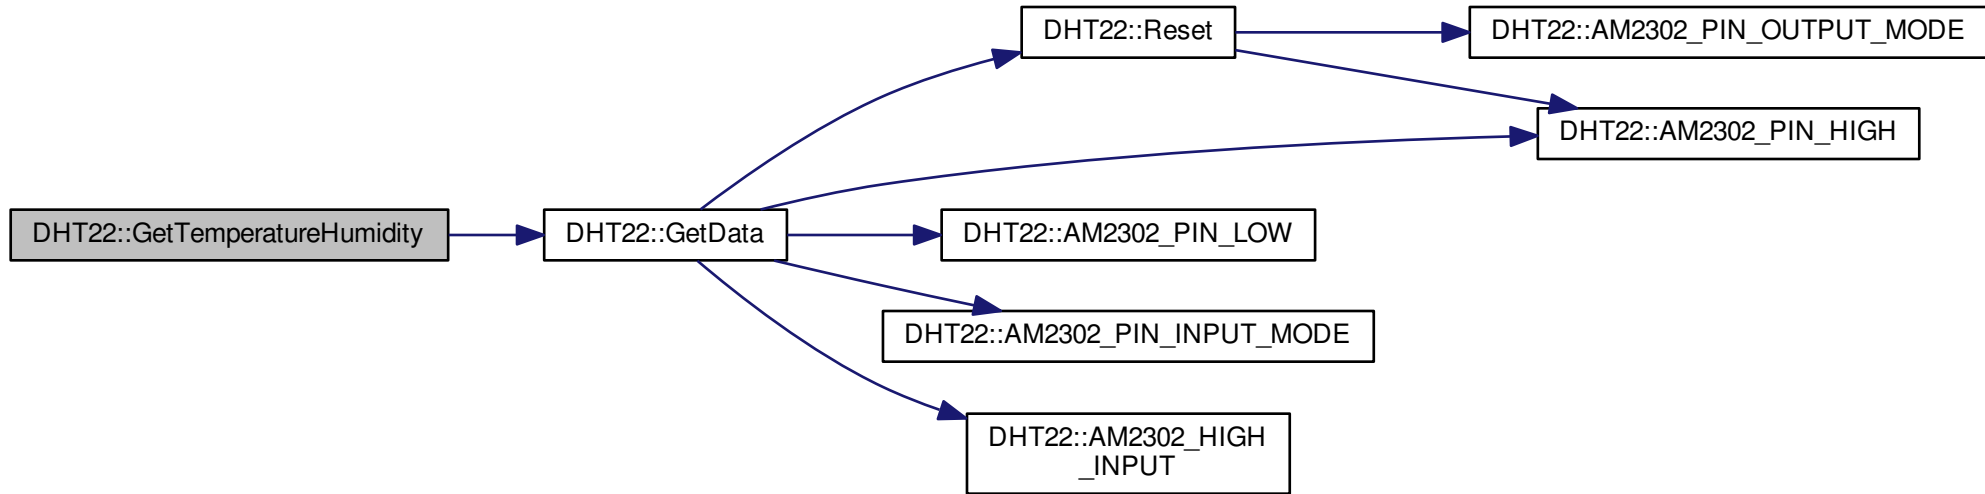 DHT22::Reset
DHT22::AM2302_PIN_OUTPUT_MODE
DHT22::AM2302_PIN_HIGH
DHT22::GetTemperatureHumidity
DHT22::GetData
DHT22::AM2302_PIN_LOW
DHT22::AM2302_PIN_INPUT_MODE
DHT22::AM2302_HIGH
_INPUT